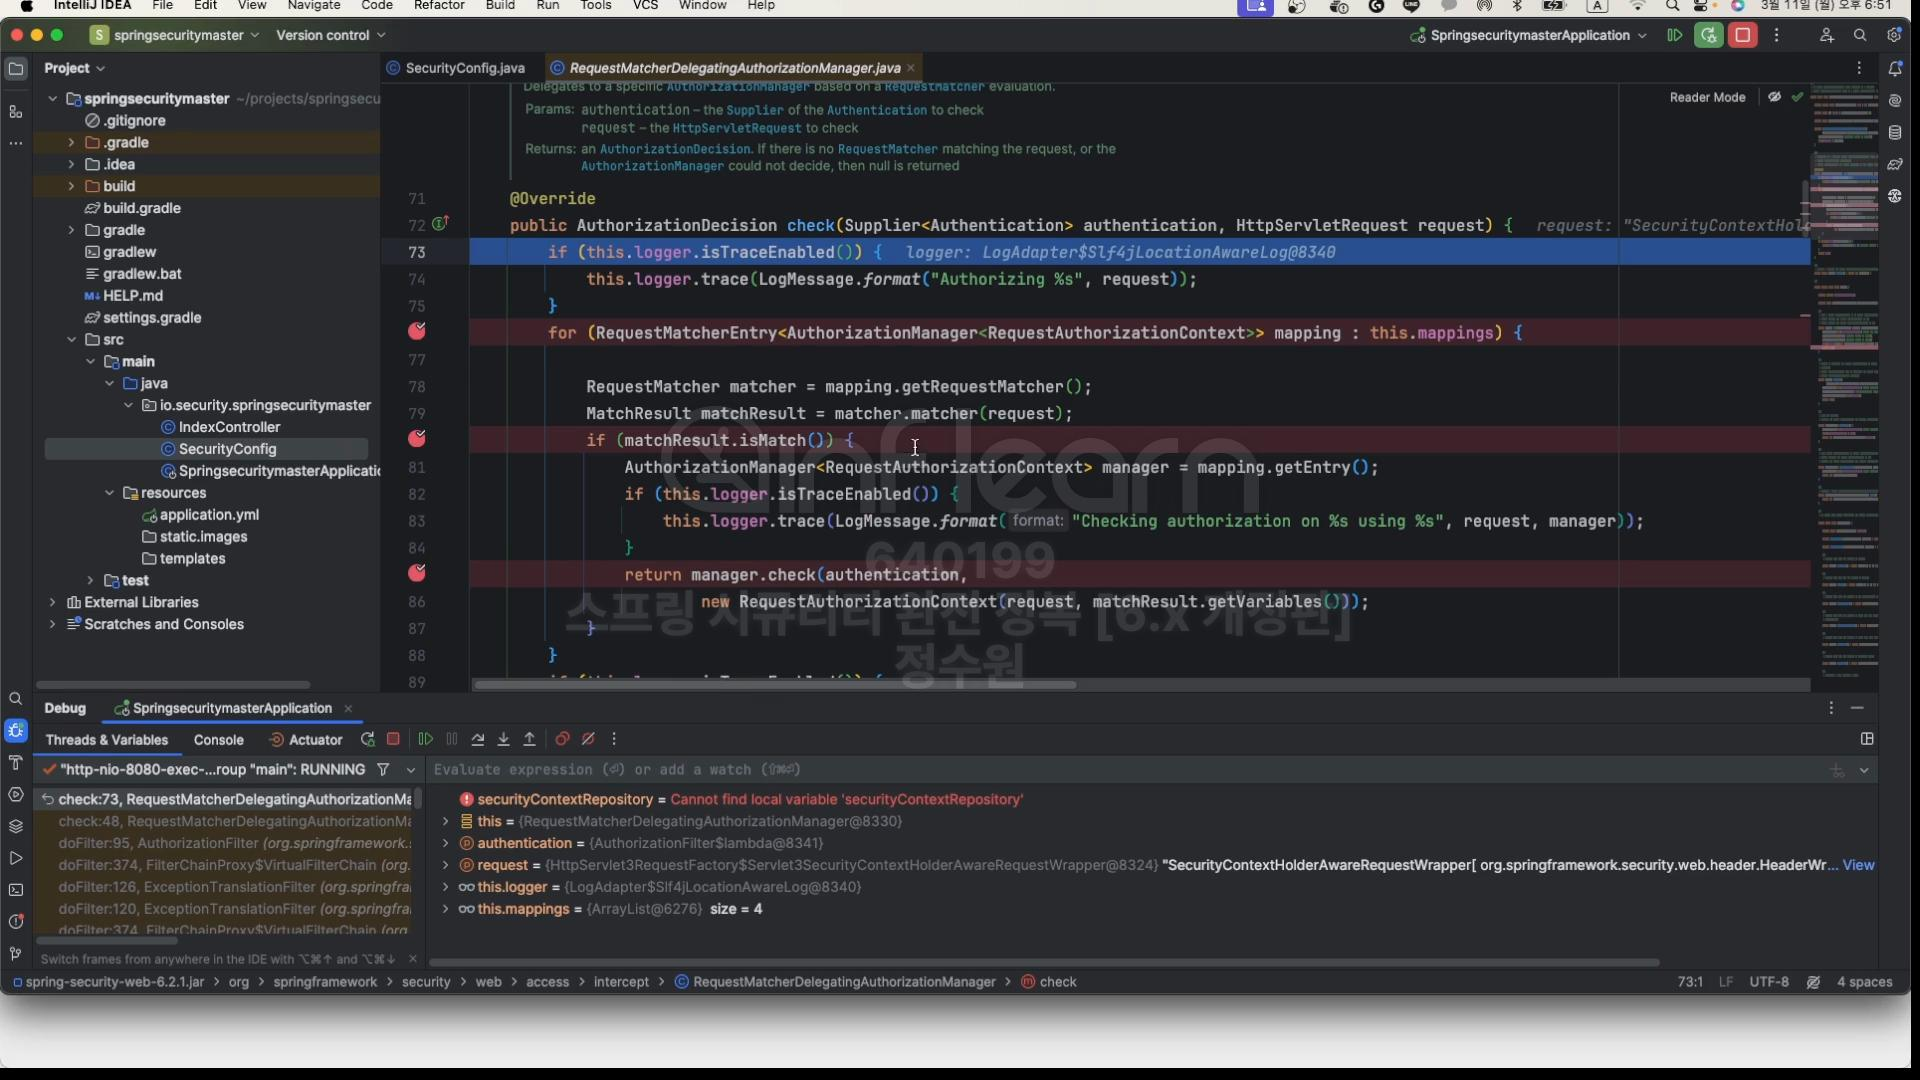 IntelliJ IDEA File Edit View Navigate Code Refactor Build Run Tools VCS Window Help
3월 11일 (월) 오후 6:51
S springsecuritymaster Version control
SpringsecuritymasterApplication
Project
SecurityConfig.java
RequestMatcherDelegatingAuthorizationManager.java
Reader Mode
springsecuritymaster ~/projects/springsecu
.gitignore
.gradle
.idea
build
build.gradle
gradle
gradlew
gradlew.bat
HELP.md
settings.gradle
src
main
java
io.security.springsecuritymaster
IndexController
SecurityConfig
SpringsecuritymasterApplicatio
resources
application.yml
static.images
templates
test
External Libraries
Scratches and Consoles
Delegates to a specific AuthorizationManager based on a RequestMatcher evaluation.
Params: authentication – the Supplier of the Authentication to check
request – the HttpServletRequest to check
Returns: an AuthorizationDecision. If there is no RequestMatcher matching the request, or the
AuthorizationManager could not decide, then null is returned
71 @Override
72 public AuthorizationDecision check(Supplier<Authentication> authentication, HttpServletRequest request) { request: "SecurityContextHol
73 if (this.logger.isTraceEnabled()) { logger: LogAdapter$Slf4jLocationAwareLog@8340
74 this.logger.trace(LogMessage.format("Authorizing %s", request));
75 }
for (RequestMatcherEntry<AuthorizationManager<RequestAuthorizationContext>> mapping : this.mappings) {
77
78 RequestMatcher matcher = mapping.getRequestMatcher();
79 MatchResult matchResult = matcher.matcher(request);
if (matchResult.isMatch()) {
81 AuthorizationManager<RequestAuthorizationContext> manager = mapping.getEntry();
82 if (this.logger.isTraceEnabled()) {
83 this.logger.trace(LogMessage.format( format: "Checking authorization on %s using %s", request, manager));
84 }
return manager.check(authentication,
86 new RequestAuthorizationContext(request, matchResult.getVariables()));
87 }
88 }
89
inflearn
640199
스프링 시큐리티 완전 정복 [6.x 개정판]
정수원
Debug SpringsecuritymasterApplication
Threads & Variables Console Actuator
"http-nio-8080-exec-...roup "main": RUNNING
Evaluate expression (⏎) or add a watch (⇧⌘⏎)
check:73, RequestMatcherDelegatingAuthorizationMa
check:48, RequestMatcherDelegatingAuthorizationMa
doFilter:95, AuthorizationFilter (org.springframework.
doFilter:374, FilterChainProxy$VirtualFilterChain (org.
doFilter:126, ExceptionTranslationFilter (org.springfra
doFilter:120, ExceptionTranslationFilter (org.springfra
doFilter:374, FilterChainProxy$VirtualFilterChain (org.
Switch frames from anywhere in the IDE with ⌥⌘↑ and ⌥⌘↓
securityContextRepository = Cannot find local variable 'securityContextRepository'
this = {RequestMatcherDelegatingAuthorizationManager@8330}
authentication = {AuthorizationFilter$lambda@8341}
request = {HttpServlet3RequestFactory$Servlet3SecurityContextHolderAwareRequestWrapper@8324} "SecurityContextHolderAwareRequestWrapper[ org.springframework.security.web.header.HeaderWr... View
this.logger = {LogAdapter$Slf4jLocationAwareLog@8340}
this.mappings = {ArrayList@6276} size = 4
spring-security-web-6.2.1.jar > org > springframework > security > web > access > intercept > RequestMatcherDelegatingAuthorizationManager > check
73:1 LF UTF-8 4 spaces